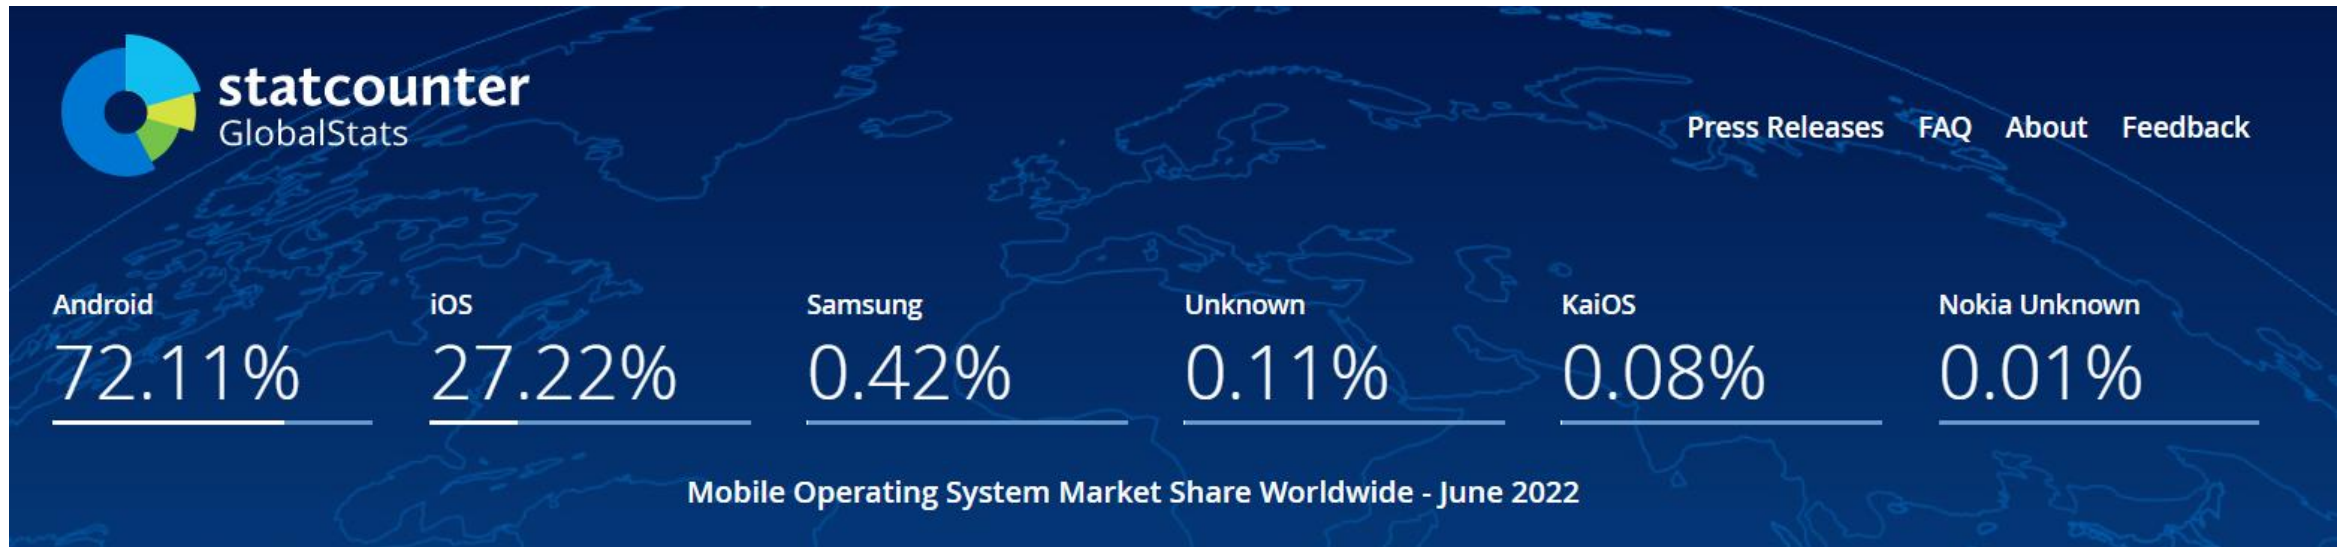 statcounter
GlobalStats
Press Releases FAQ About Feedback
Android iOS Samsung Unknown KaiOS Nokia Unknown
72.11% 27.22% 0.42% 0.11% 0.08% 0.01%
Mobile Operating System Market Share Worldwide - June 2022